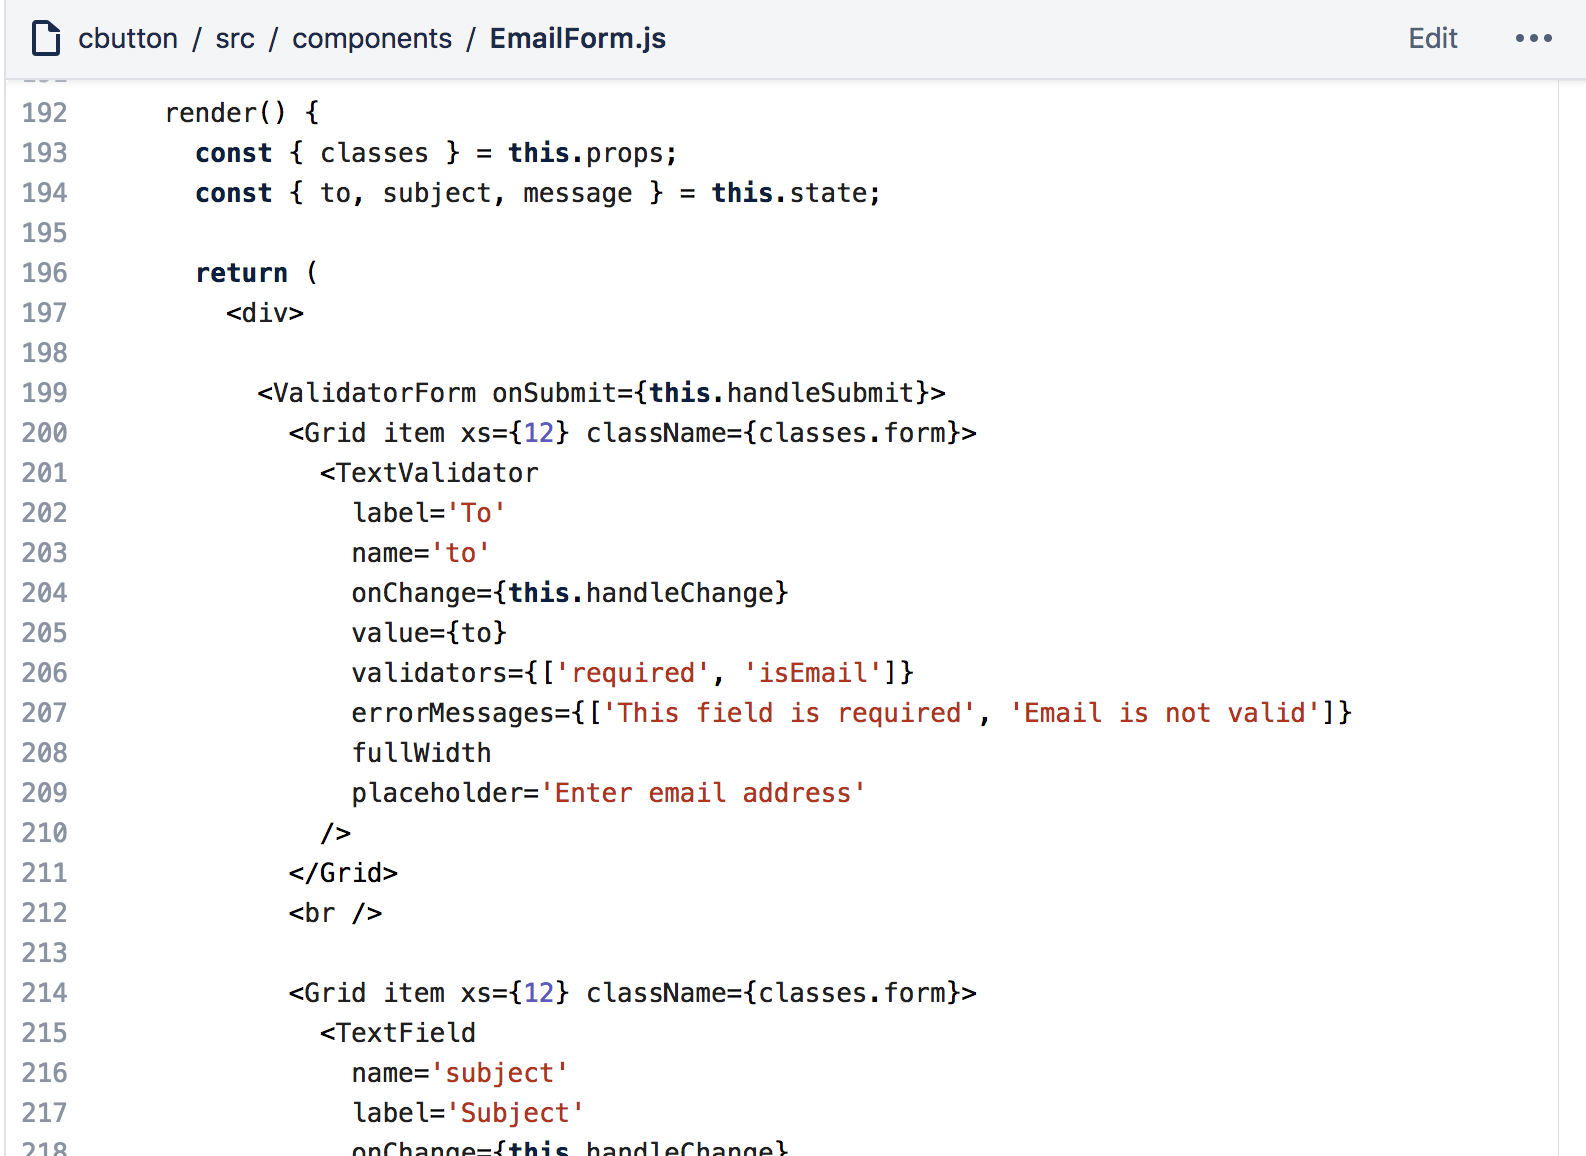 cbutton / src / components / EmailForm.js Edit
192 render() {
193 const { classes } = this.props;
194 const { to, subject, message } = this.state;
195
196 return (
197 <div>
198
199 <ValidatorForm onSubmit={this.handleSubmit}>
200 <Grid item xs={12} className={classes.form}>
201 <TextValidator
202 label='To'
203 name='to'
204 onChange={this.handleChange}
205 value={to}
206 validators={['required', 'isEmail']}
207 errorMessages={['This field is required', 'Email is not valid']}
208 fullWidth
209 placeholder='Enter email address'
210 />
211 </Grid>
212 <br />
213
214 <Grid item xs={12} className={classes.form}>
215 <TextField
216 name='subject'
217 label='Subject'
218 onChange={this.handleChange}